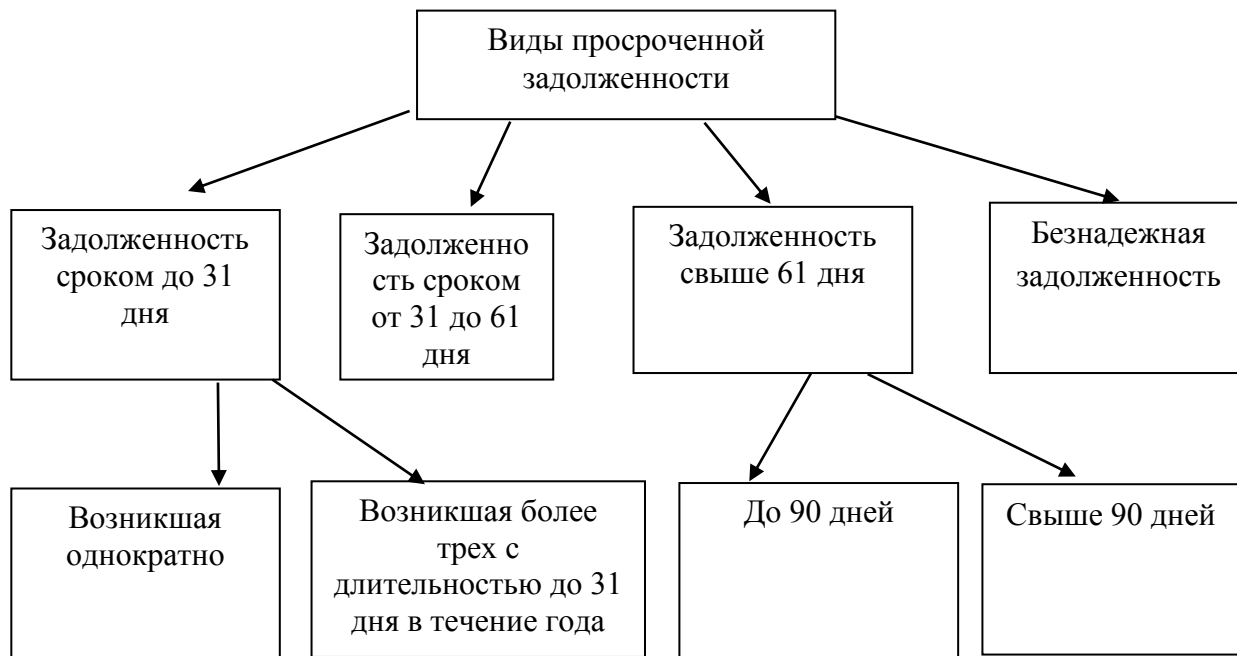 Виды просроченной
задолженности
Задолженность
сроком до 31
дня
Задолженно
сть сроком
от 31 до 61
дня
Задолженность
свыше 61 дня
Безнадежная
задолженность
Возникшая
однократно
Возникшая более
трех с
длительностью до 31
дня в течение года
До 90 дней
Свыше 90 дней